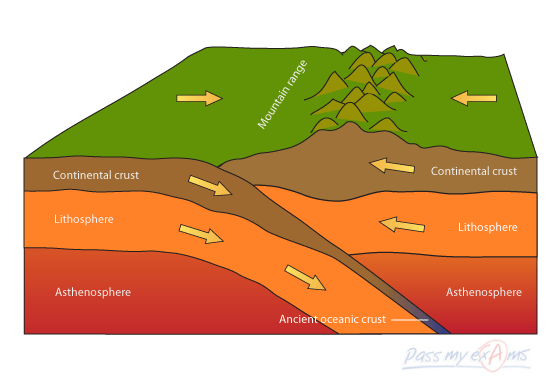 Mountain range
Continental crust
Continental crust
Lithosphere
Lithosphere
Asthenosphere
Asthenosphere
Ancient oceanic crust
Pass my exAms